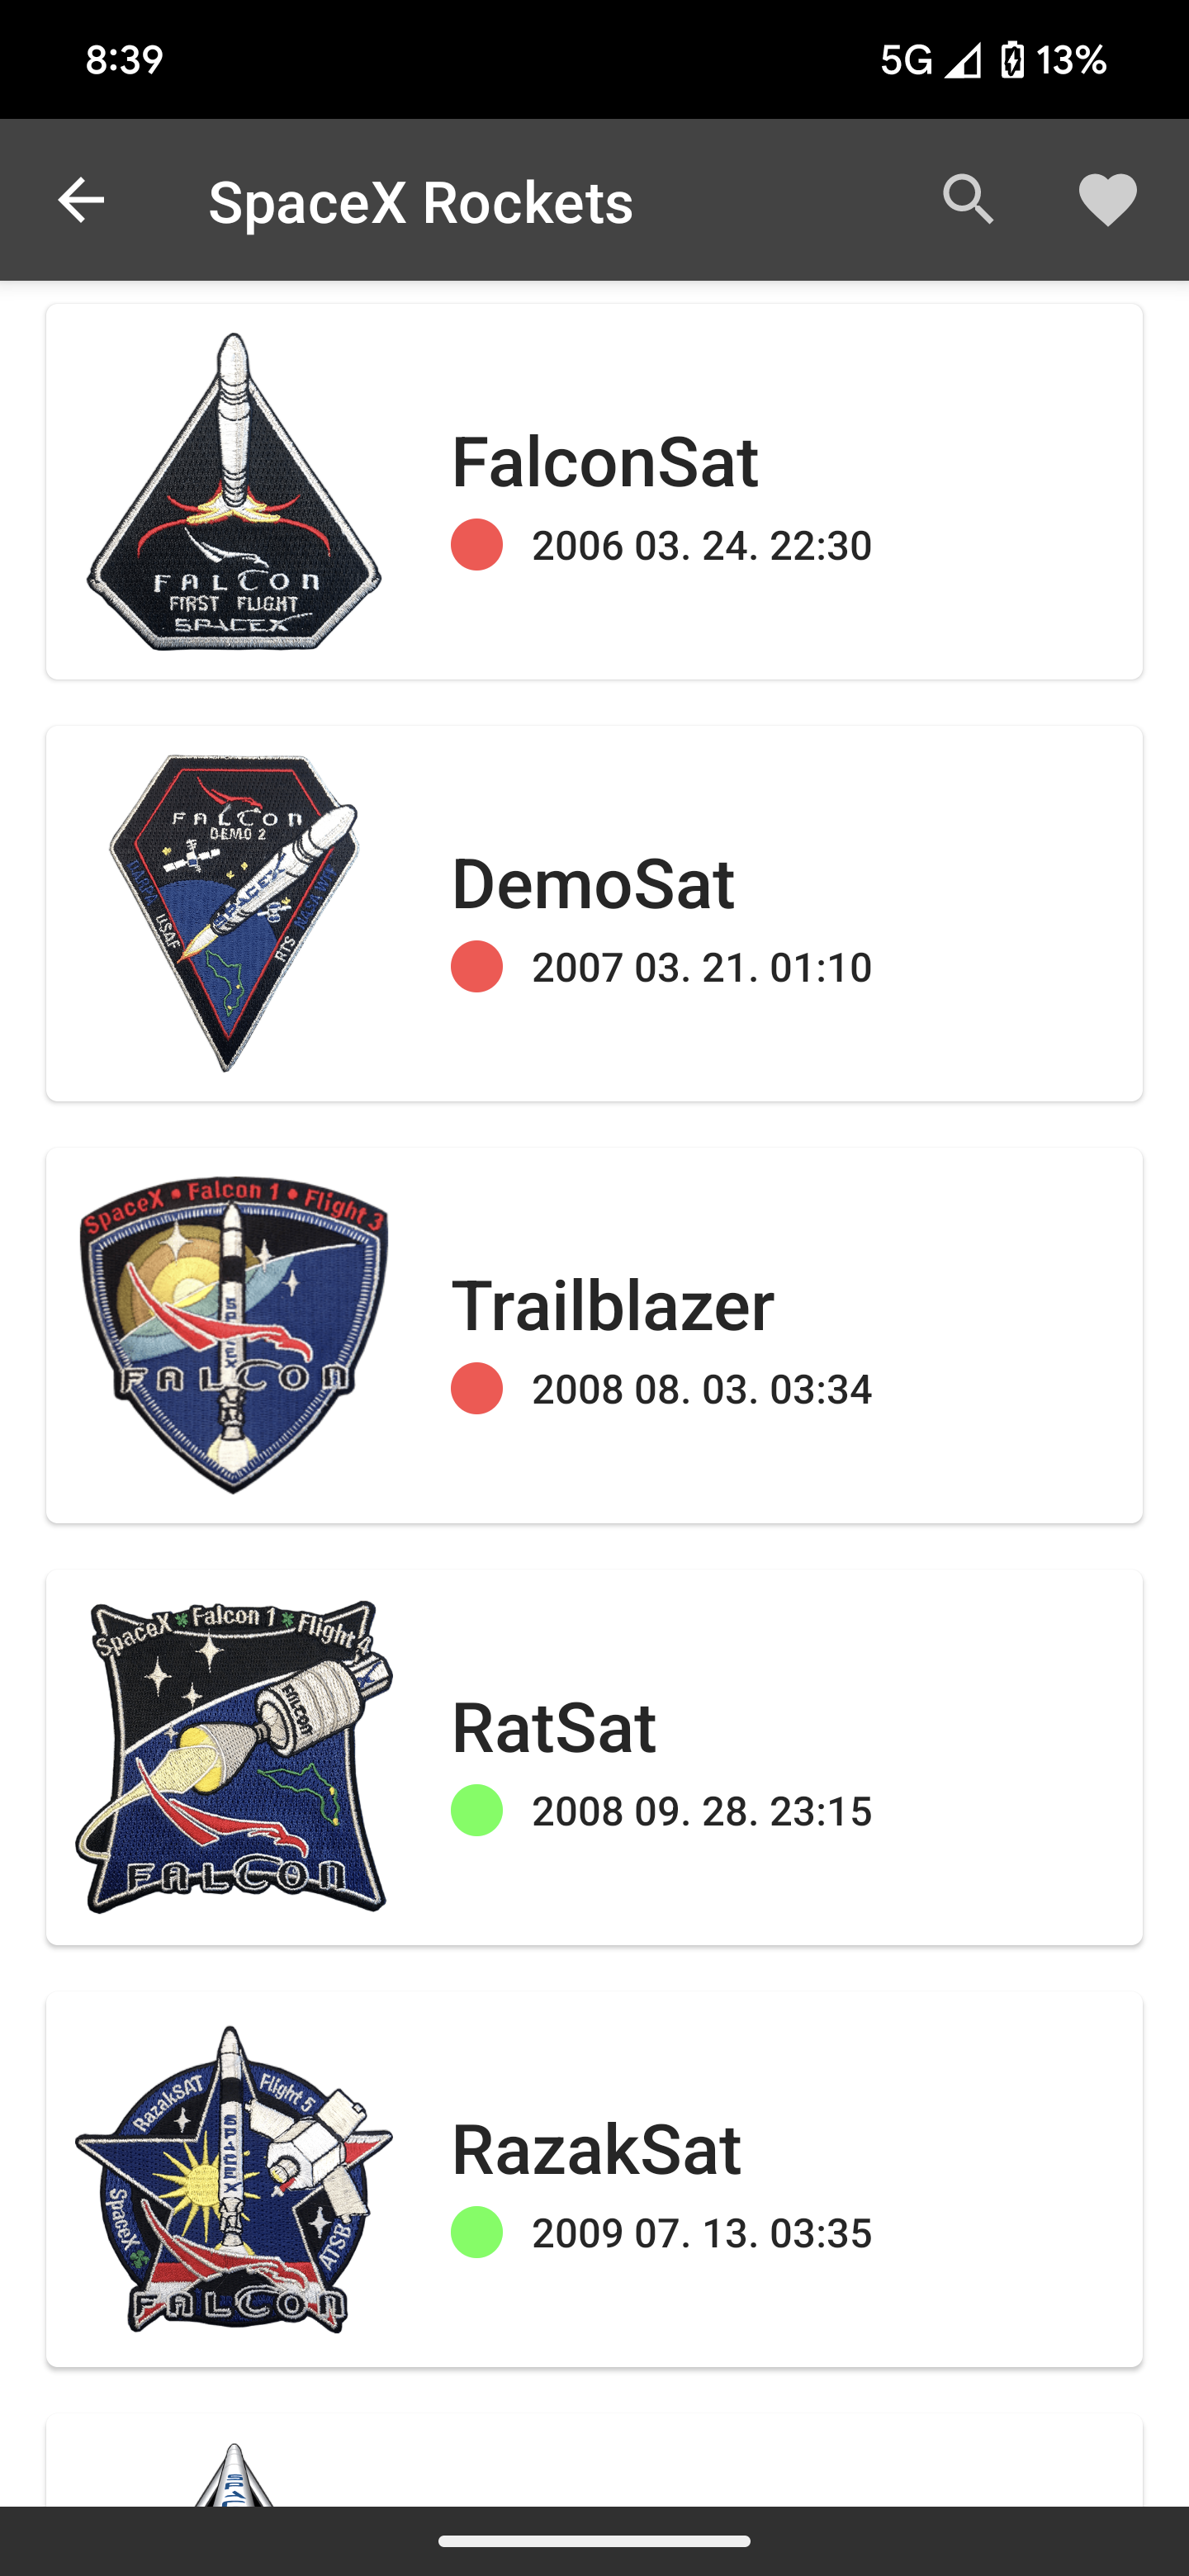 8:39
5G 13%
SpaceX Rockets
FALCON
FIRST FLIGHT
SPACEX
FalconSat
2006 03. 24. 22:30
FALCON
DEMO 2
SPACEX
DARPA USAF
RTS NASA WFF
DemoSat
2007 03. 21. 01:10
SpaceX • Falcon 1 • Flight 3
SPACEX
FALCON
Trailblazer
2008 08. 03. 03:34
SpaceX Falcon 1 Flight 4
FALCON
FALCON
RatSat
2008 09. 28. 23:15
RazakSAT Flight 5
SPACEX
SpaceX ATSB
FALCON
RazakSat
2009 07. 13. 03:35